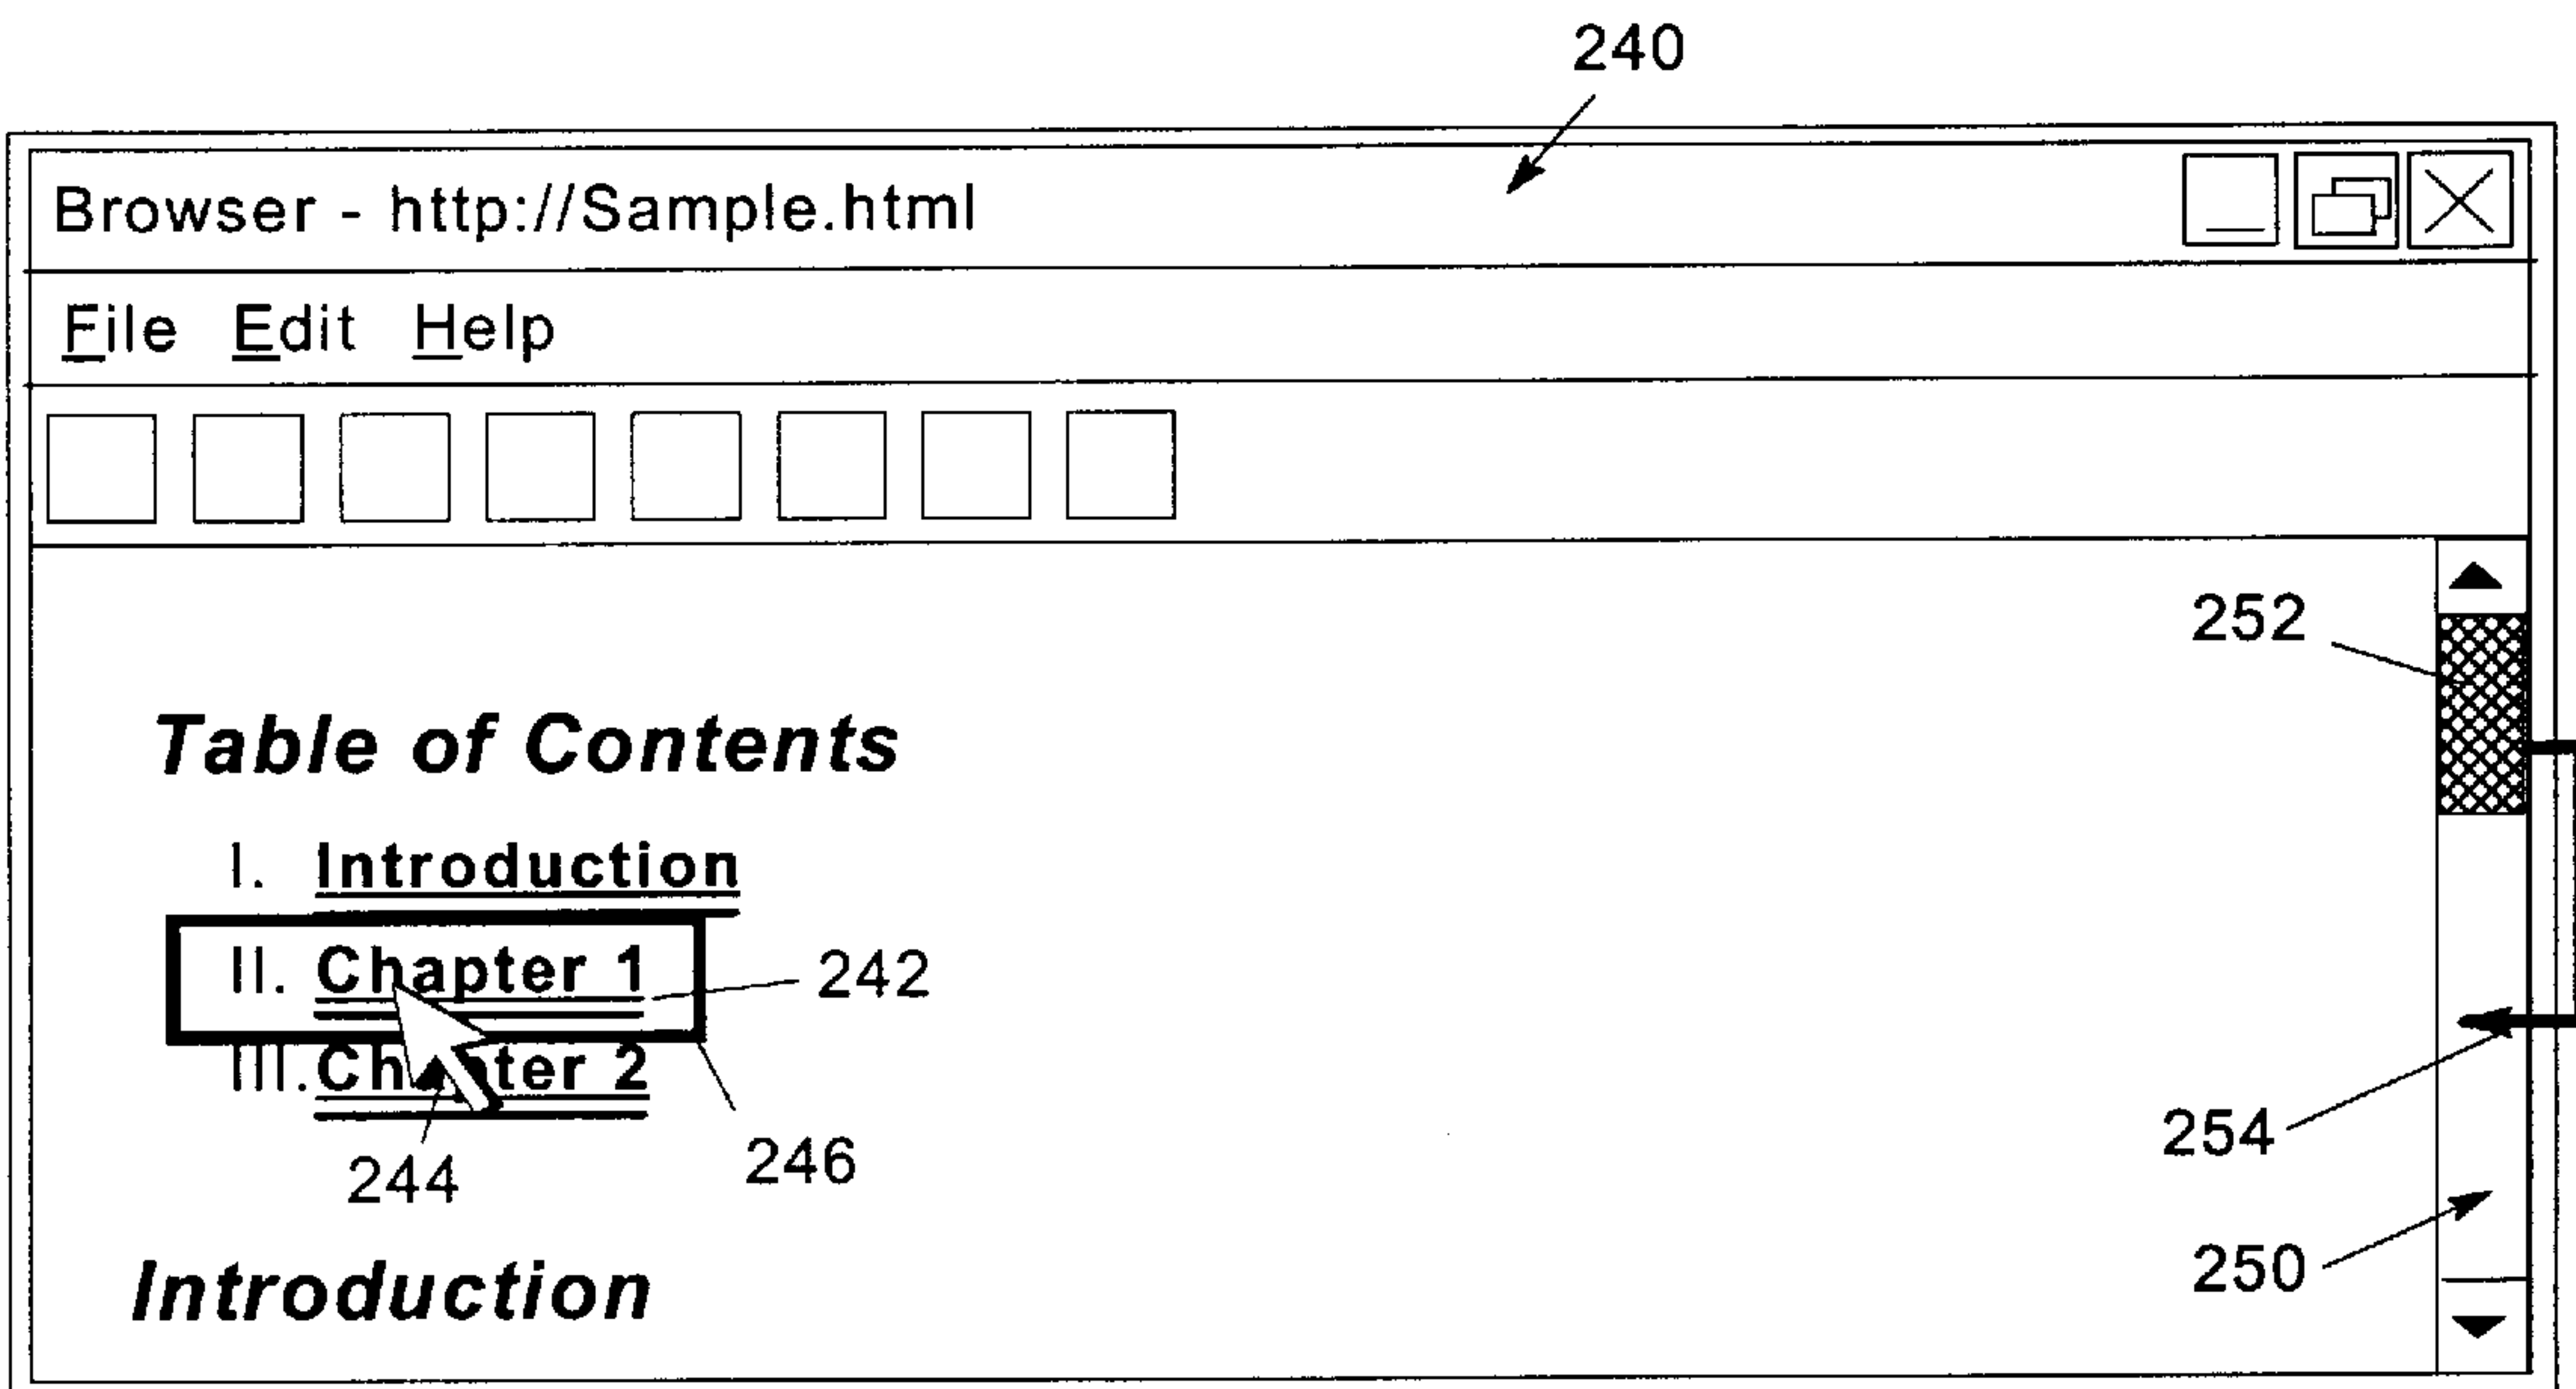 240
Browser - http://Sample.html
File Edit Help
252
Table of Contents
I. Introduction
II. Chapter 1
242
III. Chapter 2
254
244
246
250
Introduction